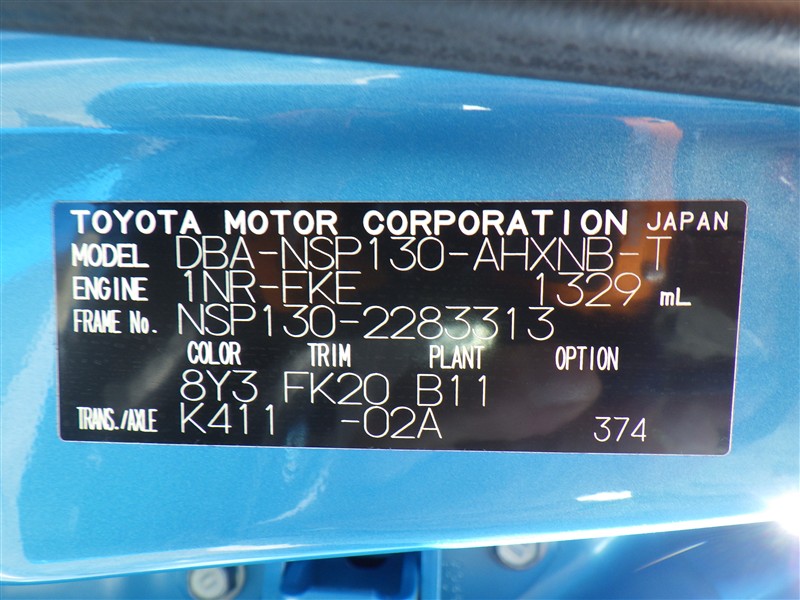 TOYOTA MOTOR CORPORATION JAPAN
MODEL DBA-NSP130-AHXNB-T
ENGINE 1NR-FKE 1329 mL
FRAME No. NSP130-2283313
COLOR TRIM PLANT OPTION
8Y3 FK20 B11
TRANS./AXLE K411 -02A 374